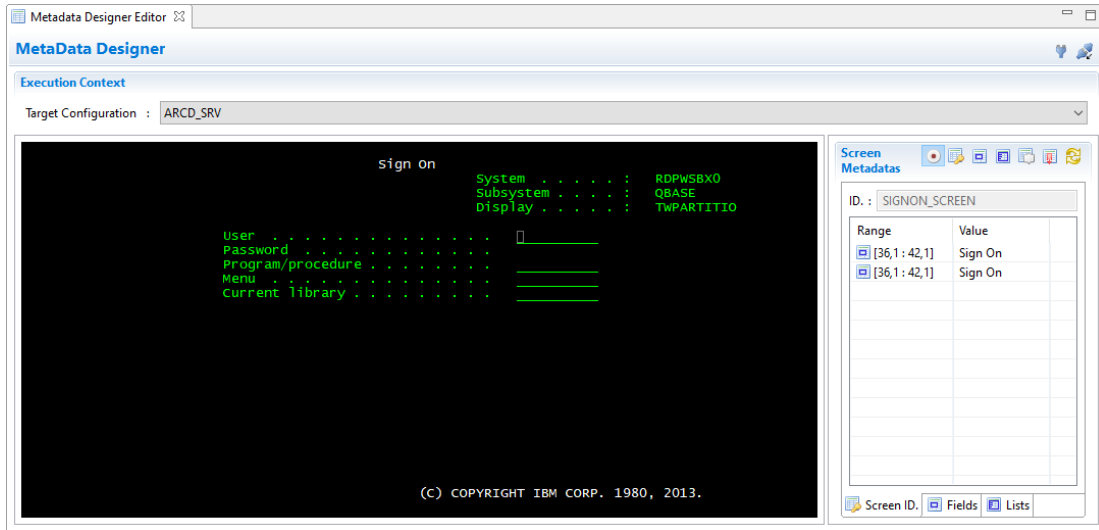 Metadata Designer Editor
MetaData Designer
Execution Context
Target Configuration : ARCD_SRV
Sign On
System . . . . . : RDPWSBXO
Subsystem . . . . : QBASE
Display . . . . . : TWPARTITIO
User . . . . . . . . . . . . . .
Password . . . . . . . . . . . .
Program/procedure . . . . . . . .
Menu . . . . . . . . . . . . . .
Current library . . . . . . . . .
(C) COPYRIGHT IBM CORP. 1980, 2013.
Screen Metadatas
ID. : SIGNON_SCREEN
Range Value
[36,1 : 42,1] Sign On
[36,1 : 42,1] Sign On
Screen ID. Fields Lists